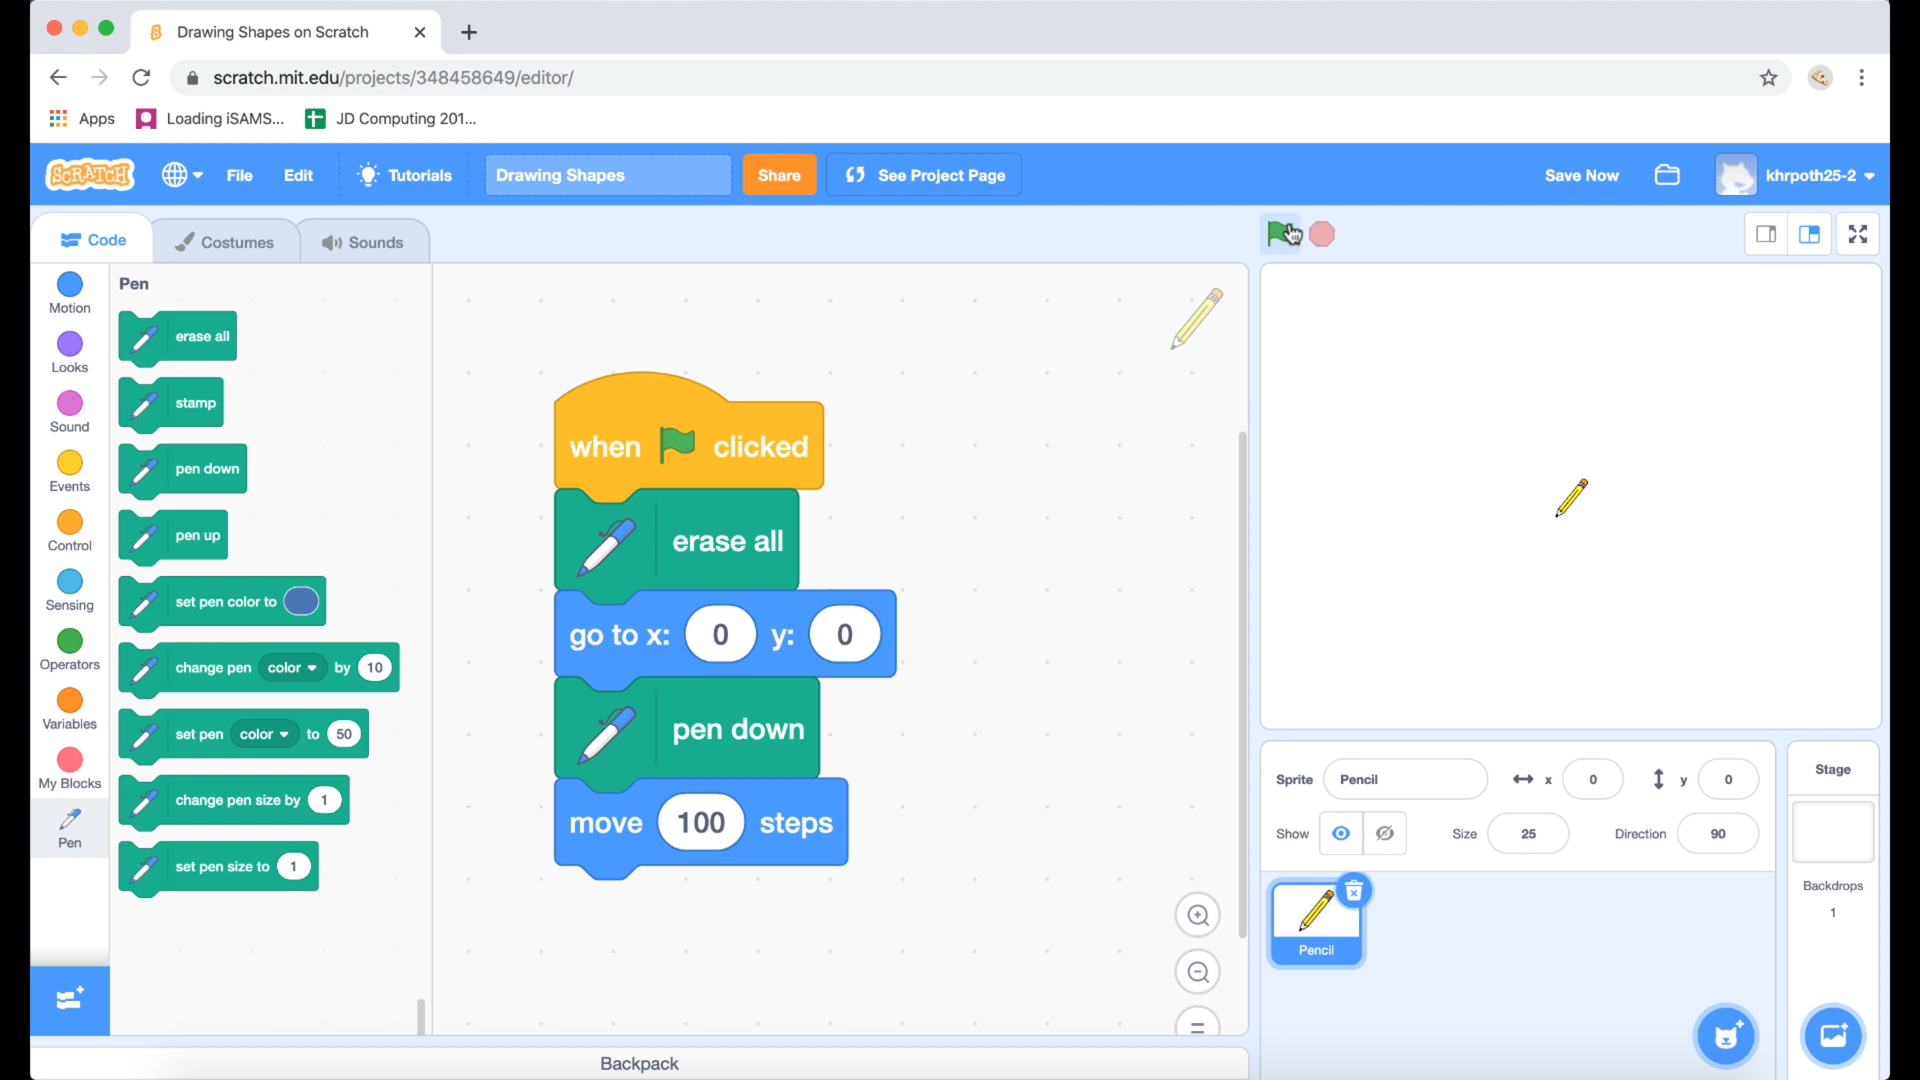 Drawing Shapes on Scratch
scratch.mit.edu/projects/348458649/editor/
Apps
Loading iSAMS...
JD Computing 201...
SCRATCH
File
Edit
Tutorials
Drawing Shapes
Share
See Project Page
Save Now
khrpoth25-2
Code
Costumes
Sounds
Motion
Looks
Sound
Events
Control
Sensing
Operators
Variables
My Blocks
Pen
Pen
erase all
stamp
pen down
pen up
set pen color to
change pen color by 10
set pen color to 50
change pen size by 1
set pen size to 1
when clicked
erase all
go to x: 0 y: 0
pen down
move 100 steps
Backpack
Sprite Pencil x 0 y 0
Show Size 25 Direction 90
Pencil
Stage
Backdrops
1